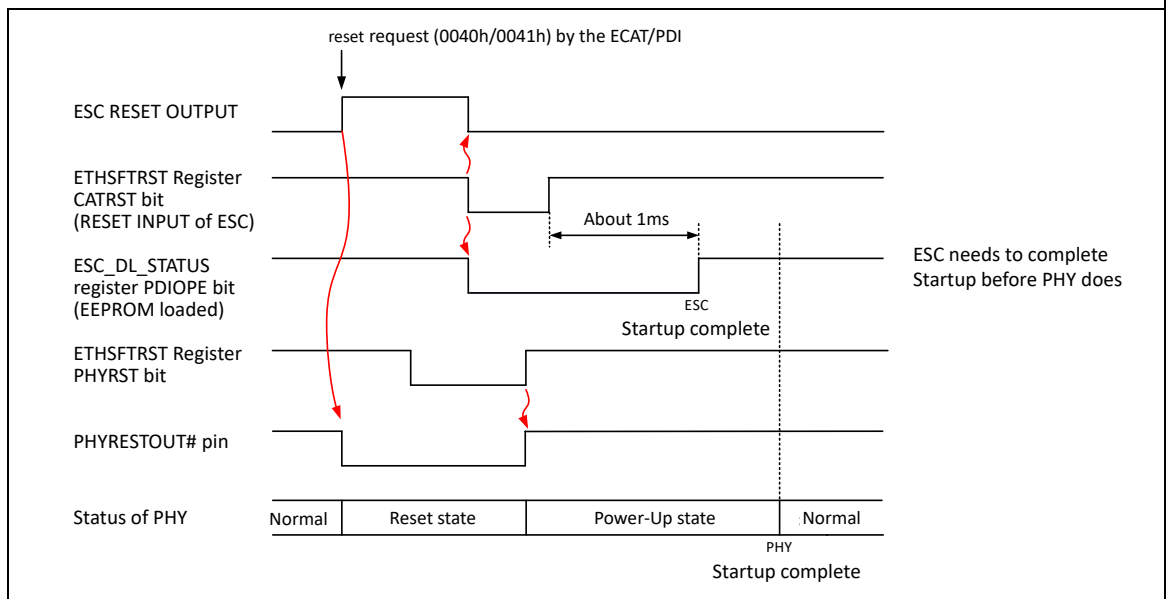 reset request (0040h/0041h) by the ECAT/PDI
ESC RESET OUTPUT
ETHSFTRST Register
CATRST bit
(RESET INPUT of ESC)
About 1ms
ESC_DL_STATUS
register PDIOPE bit
(EEPROM loaded)
ESC needs to complete
Startup before PHY does
ESC
Startup complete
ETHSFTRST Register
PHYRST bit
PHYRESTOUT# pin
Status of PHY
Normal
Reset state
Power-Up state
Normal
PHY
Startup complete